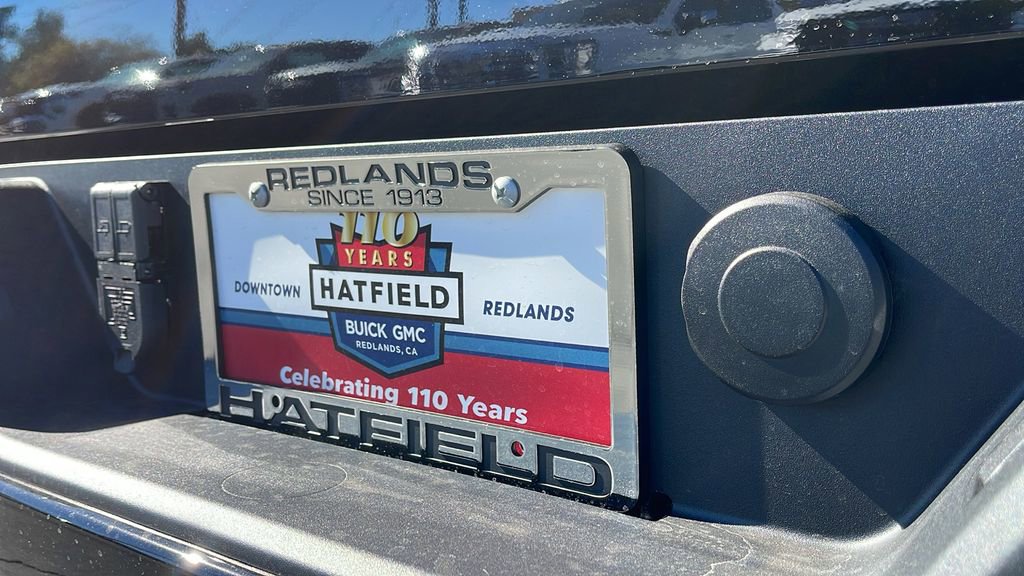 REDLANDS
SINCE 1913
110
YEARS
DOWNTOWN
HATFIELD
REDLANDS
BUICK GMC
REDLANDS, CA
Celebrating 110 Years
HATFIELD